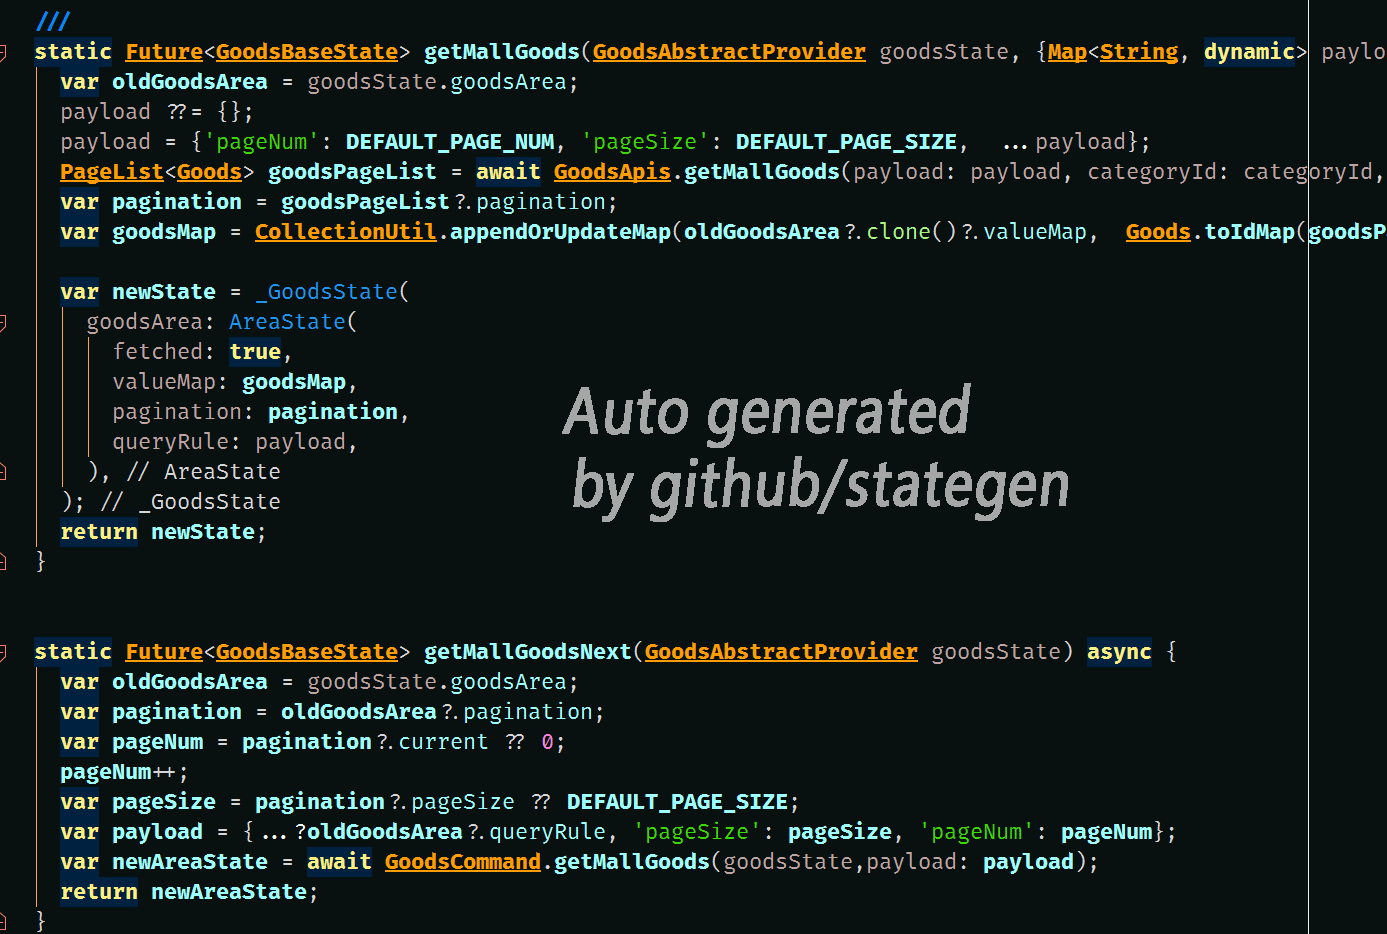 ///
static Future<GoodsBaseState> getMallGoods(GoodsAbstractProvider goodsState, {Map<String, dynamic> paylo
var oldGoodsArea = goodsState.goodsArea;
payload ??= {};
payload = {'pageNum': DEFAULT_PAGE_NUM, 'pageSize': DEFAULT_PAGE_SIZE, ...payload};
PageList<Goods> goodsPageList = await GoodsApis.getMallGoods(payload: payload, categoryId: categoryId,
var pagination = goodsPageList?.pagination;
var goodsMap = CollectionUtil.appendOrUpdateMap(oldGoodsArea?.clone()?.valueMap, Goods.toIdMap(goodsP
var newState = _GoodsState(
goodsArea: AreaState(
fetched: true,
valueMap: goodsMap,
pagination: pagination,
queryRule: payload,
), // AreaState
); // _GoodsState
return newState;
}
Auto generated
by github/stategen
static Future<GoodsBaseState> getMallGoodsNext(GoodsAbstractProvider goodsState) async {
var oldGoodsArea = goodsState.goodsArea;
var pagination = oldGoodsArea?.pagination;
var pageNum = pagination?.current ?? 0;
pageNum++;
var pageSize = pagination?.pageSize ?? DEFAULT_PAGE_SIZE;
var payload = {...?oldGoodsArea?.queryRule, 'pageSize': pageSize, 'pageNum': pageNum};
var newAreaState = await GoodsCommand.getMallGoods(goodsState,payload: payload);
return newAreaState;
}